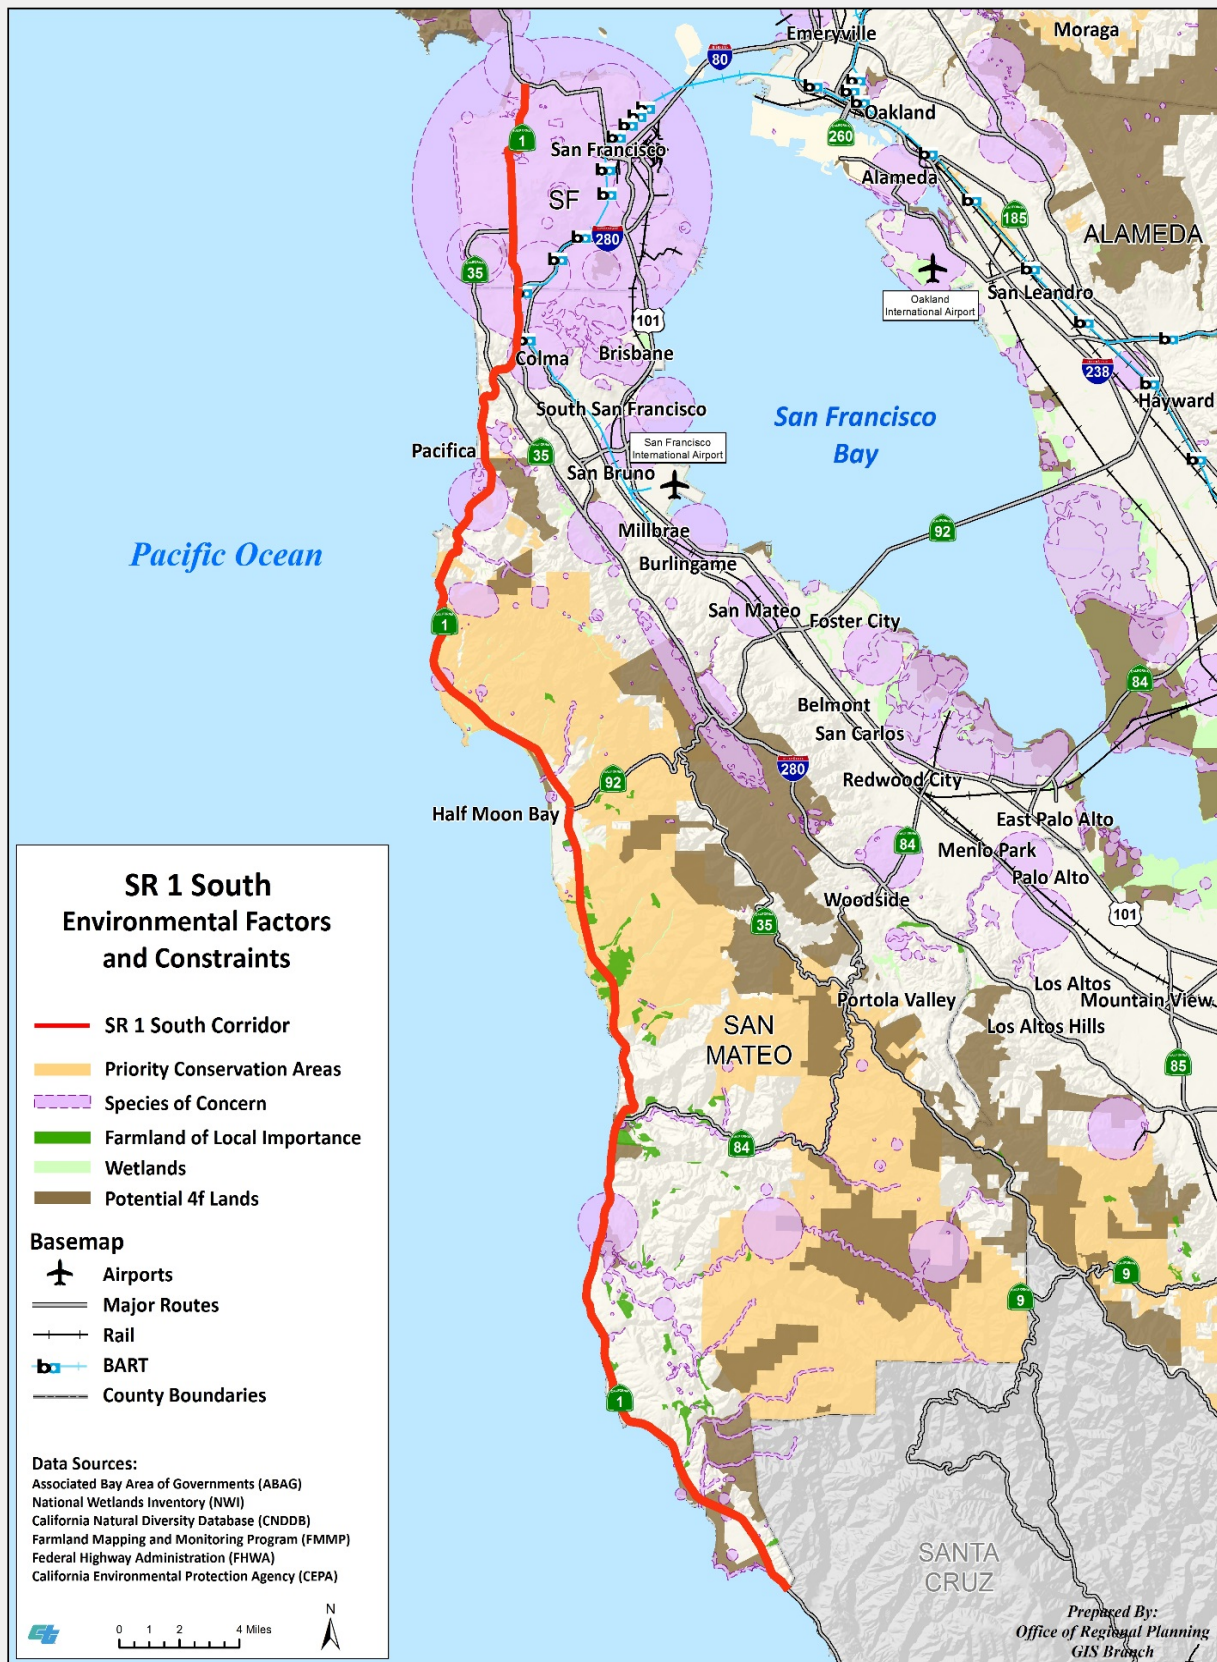 Moraga
Emeryville
80
Oakland
260
1
San Francisco
SF
Alameda
185
ALAMEDA
280
35
Oakland
International Airport
San Leandro
101
Colma
Brisbane
238
Hayward
South San Francisco
San Francisco
Bay
Pacifica
35
San Francisco
International Airport
San Bruno
Millbrae
92
Pacific Ocean
Burlingame
San Mateo
Foster City
1
84
Belmont
San Carlos
280
Redwood City
92
Half Moon Bay
East Palo Alto
84
Menlo Park
Palo Alto
Woodside
101
35
Los Altos
Portola Valley
Mountain View
Los Altos Hills
SAN
MATEO
85
84
9
9
1
SANTA
CRUZ
SR 1 South
Environmental Factors
and Constraints
SR 1 South Corridor
Priority Conservation Areas
Species of Concern
Farmland of Local Importance
Wetlands
Potential 4f Lands
Basemap
Airports
Major Routes
Rail
ba BART
County Boundaries
Data Sources:
Associated Bay Area of Governments (ABAG)
National Wetlands Inventory (NWI)
California Natural Diversity Database (CNDDB)
Farmland Mapping and Monitoring Program (FMMP)
Federal Highway Administration (FHWA)
California Environmental Protection Agency (CEPA)
0 1 2 4 Miles
N
Prepared By:
Office of Regional Planning
GIS Branch